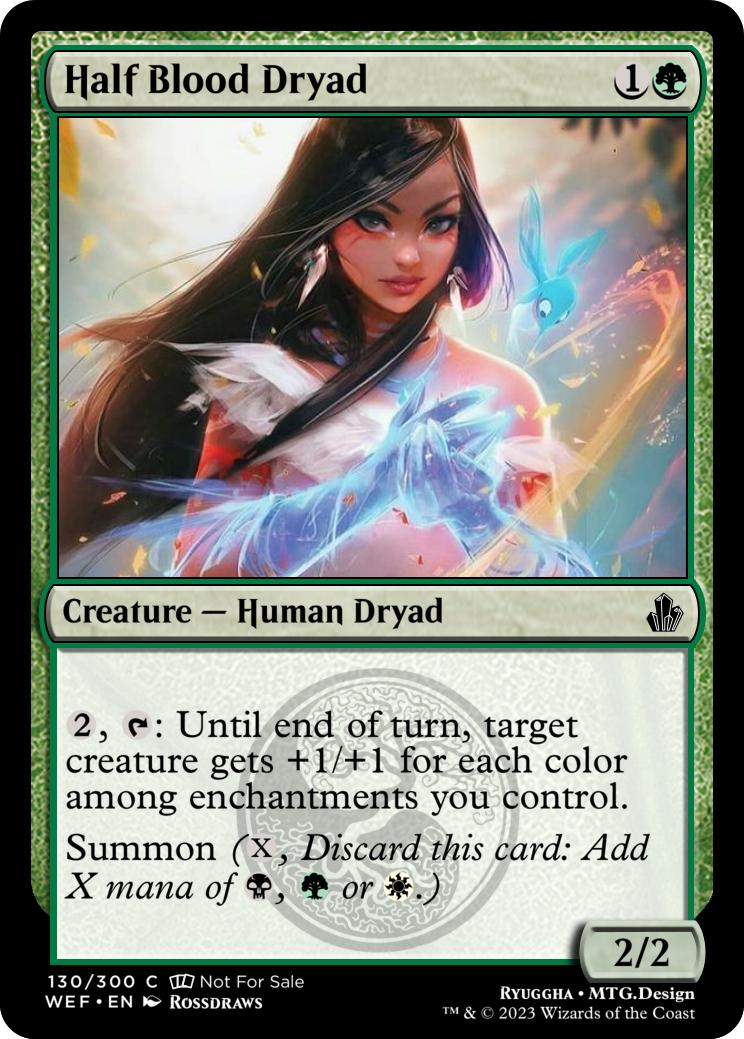 Half Blood Dryad 1
Creature — Human Dryad
2, : Until end of turn, target
creature gets +1/+1 for each color
among enchantments you control.
Summon (X, Discard this card: Add
X mana of , or .)
2/2
130/300 C Not For Sale
WEF • EN Rossdraws
Ryuggha • MTG.Design
™ & © 2023 Wizards of the Coast